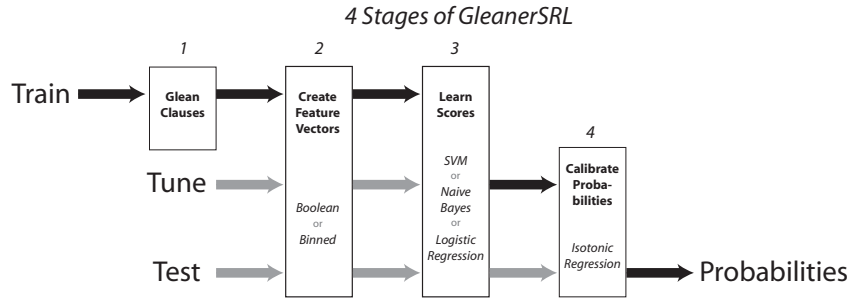 4 Stages of GleanerSRL
1
2
3
4
Train
Glean
Clauses
Create
Feature
Vectors
Boolean
or
Binned
Learn
Scores
SVM
or
Naive
Bayes
or
Logistic
Regression
Calibrate
Proba-
bilities
Isotonic
Regression
Tune
Test
Probabilities